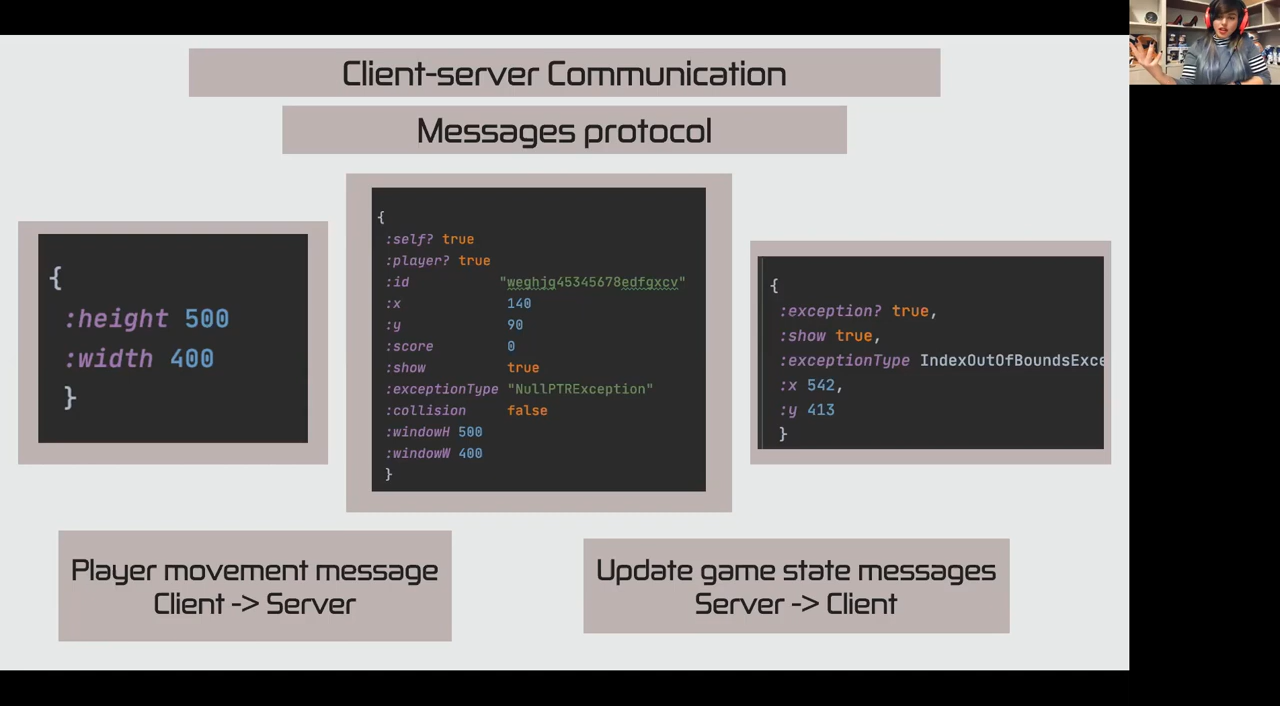 Client-server Communication
Messages protocol
{
:height 500
:width 400
}
{
:self? true
:player? true
:id "weghjg45345678edfgxcv"
:x 140
:y 90
:score 0
:show true
:exceptionType "NullPTRException"
:collision false
:windowH 500
:windowW 400
}
{
:exception? true,
:show true,
:exceptionType IndexOutOfBoundsExce
:x 542,
:y 413
}
Player movement message
Client -> Server
Update game state messages
Server -> Client